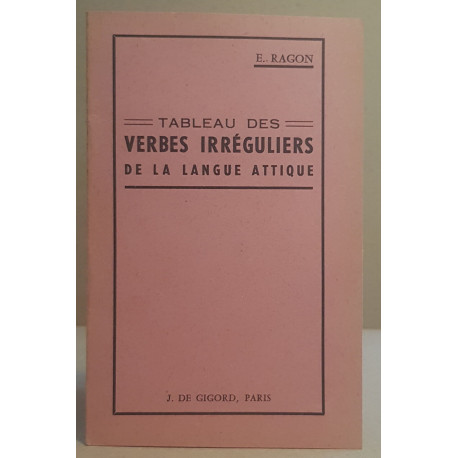 E. RAGON
TABLEAU DES
VERBES IRRÉGULIERS
DE LA LANGUE ATTIQUE
J. DE GIGORD, PARIS